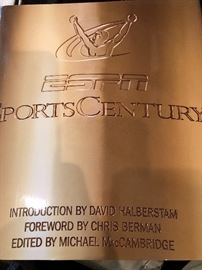 ESPN
SPORTSCENTURY
INTRODUCTION BY DAVID HALBERSTAM
FOREWORD BY CHRIS BERMAN
EDITED BY MICHAEL MACCAMBRIDGE